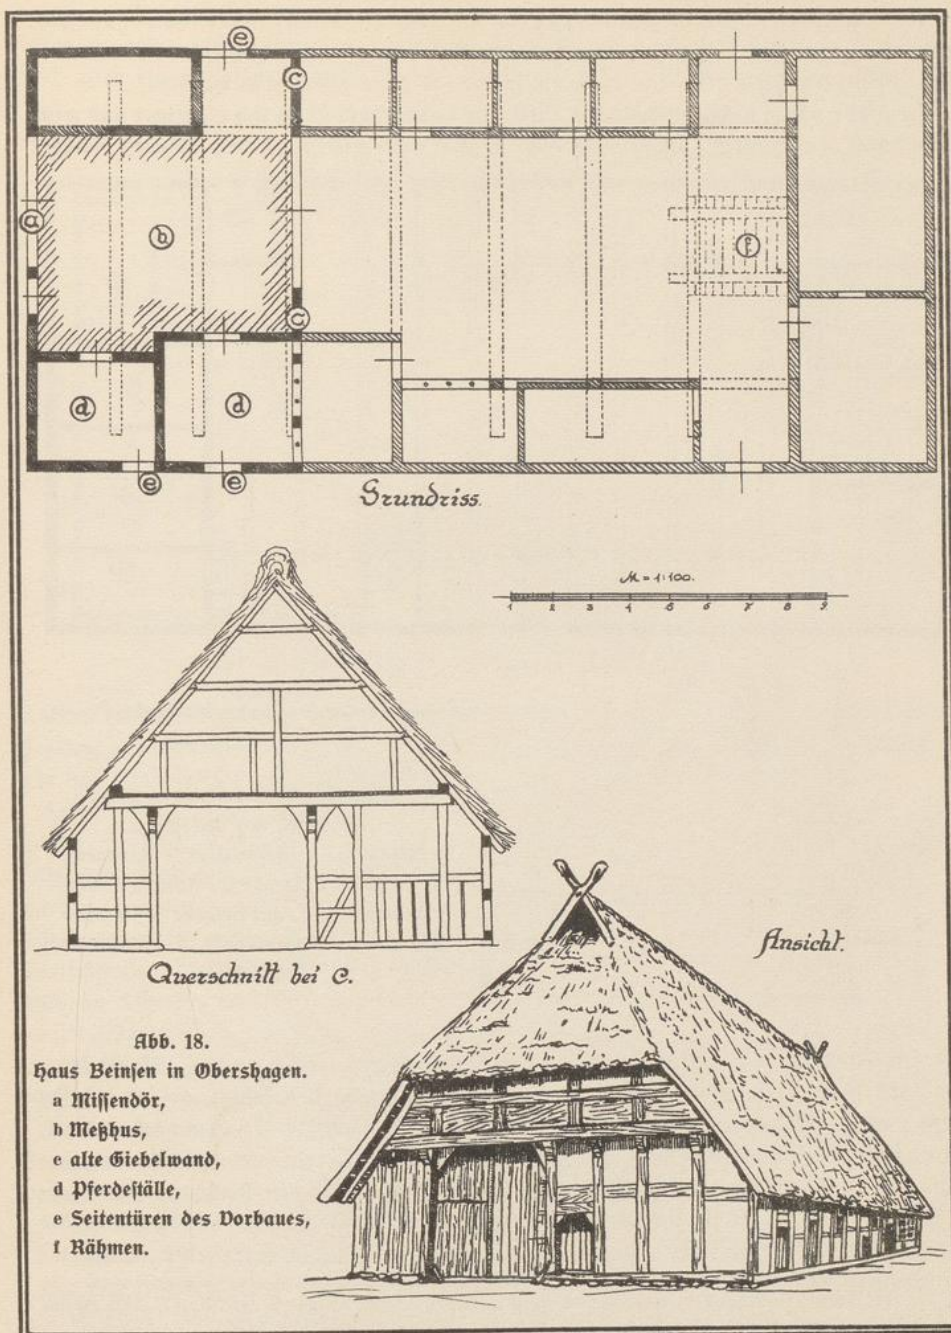 e
c
a
b
f
c
d
d
e
e
Grundriss.
M = 1:100.
1 2 3 4 5 6 7 8 9
Querschnitt bei C.
Ansicht.
Abb. 18.
Haus Beinsen in Obershagen.
a Missendör,
b Meßhus,
c alte Giebelwand,
d Pferdeställe,
e Seitentüren des Vorbaues,
f Rähmen.